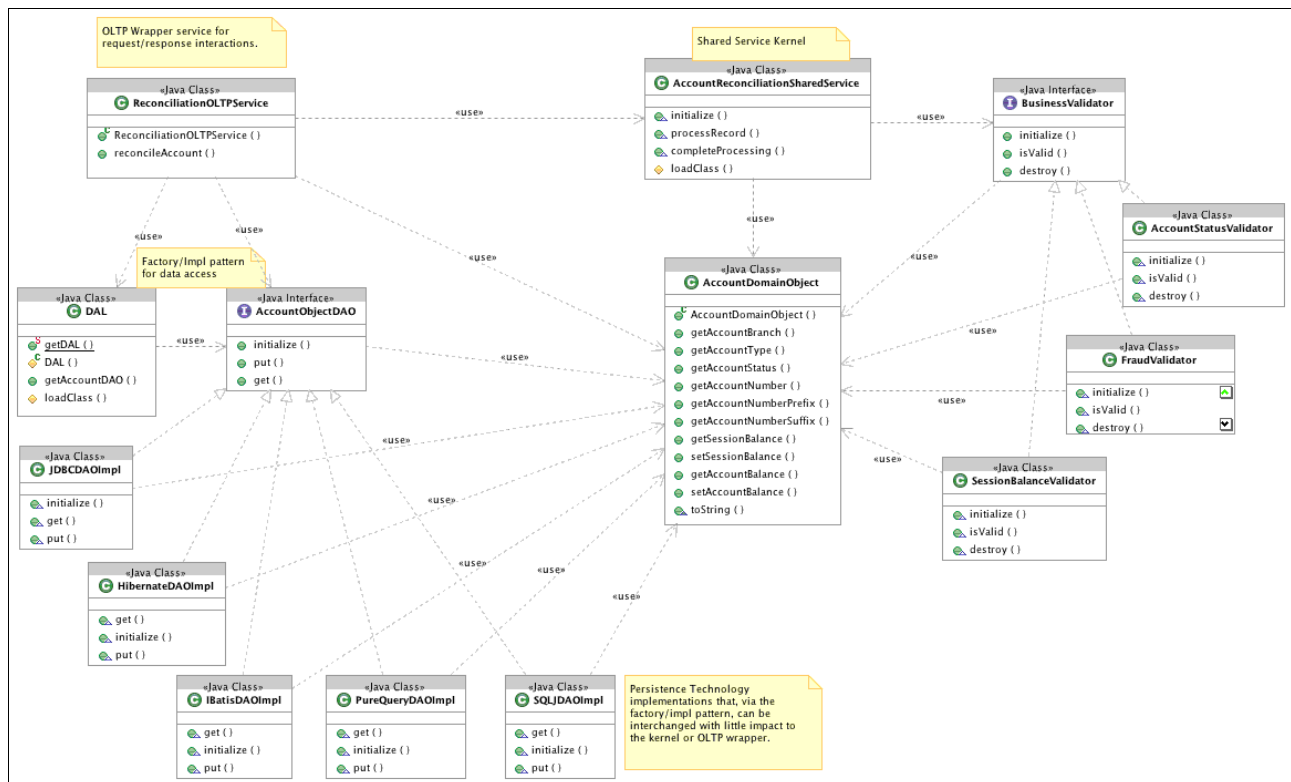 OLTP Wrapper service for
request/response interactions.
Shared Service Kernel
«Java Class»
ReconciliationOLTPService
ReconciliationOLTPService ( )
reconcileAccount ( )
«use»
«Java Class»
AccountReconciliationSharedService
initialize ( )
processRecord ( )
completeProcessing ( )
loadClass ( )
«use»
«Java Interface»
BusinessValidator
initialize ( )
isValid ( )
destroy ( )
«use»
«use»
«use»
«use»
«use»
«Java Class»
AccountStatusValidator
initialize ( )
isValid ( )
destroy ( )
Factory/Impl pattern
for data access
«Java Class»
DAL
getDAL ( )
DAL ( )
getAccountDAO ( )
loadClass ( )
«use»
«Java Interface»
AccountObjectDAO
initialize ( )
put ( )
get ( )
«use»
«Java Class»
AccountDomainObject
AccountDomainObject ( )
getAccountBranch ( )
getAccountType ( )
getAccountStatus ( )
getAccountNumber ( )
getAccountNumberPrefix ( )
getAccountNumberSuffix ( )
getSessionBalance ( )
setSessionBalance ( )
getAccountBalance ( )
setAccountBalance ( )
toString ( )
«use»
«use»
«Java Class»
FraudValidator
initialize ( )
isValid ( )
destroy ( )
«use»
«Java Class»
SessionBalanceValidator
initialize ( )
isValid ( )
destroy ( )
«Java Class»
JDBCDAOImpl
initialize ( )
get ( )
put ( )
«use»
«use»
«Java Class»
HibernateDAOImpl
get ( )
initialize ( )
put ( )
«use»
«use»
«use»
«Java Class»
IBatisDAOImpl
get ( )
initialize ( )
put ( )
«Java Class»
PureQueryDAOImpl
get ( )
initialize ( )
put ( )
«Java Class»
SQLJDAOImpl
get ( )
initialize ( )
put ( )
Persistence Technology
implementations that, via the
factory/impl pattern, can be
interchanged with little impact to
the kernel or OLTP wrapper.